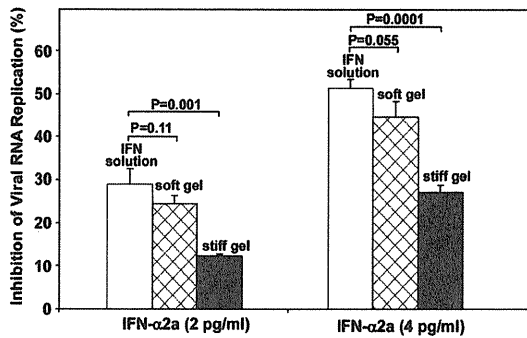 Inhibition of Viral RNA Replication (%)
60
50
40
30
20
10
0
P=0.001
P=0.11
IFN
solution
soft gel
stiff gel
P=0.0001
P=0.055
IFN
solution
soft gel
stiff gel
IFN-α2a (2 pg/ml)
IFN-α2a (4 pg/ml)